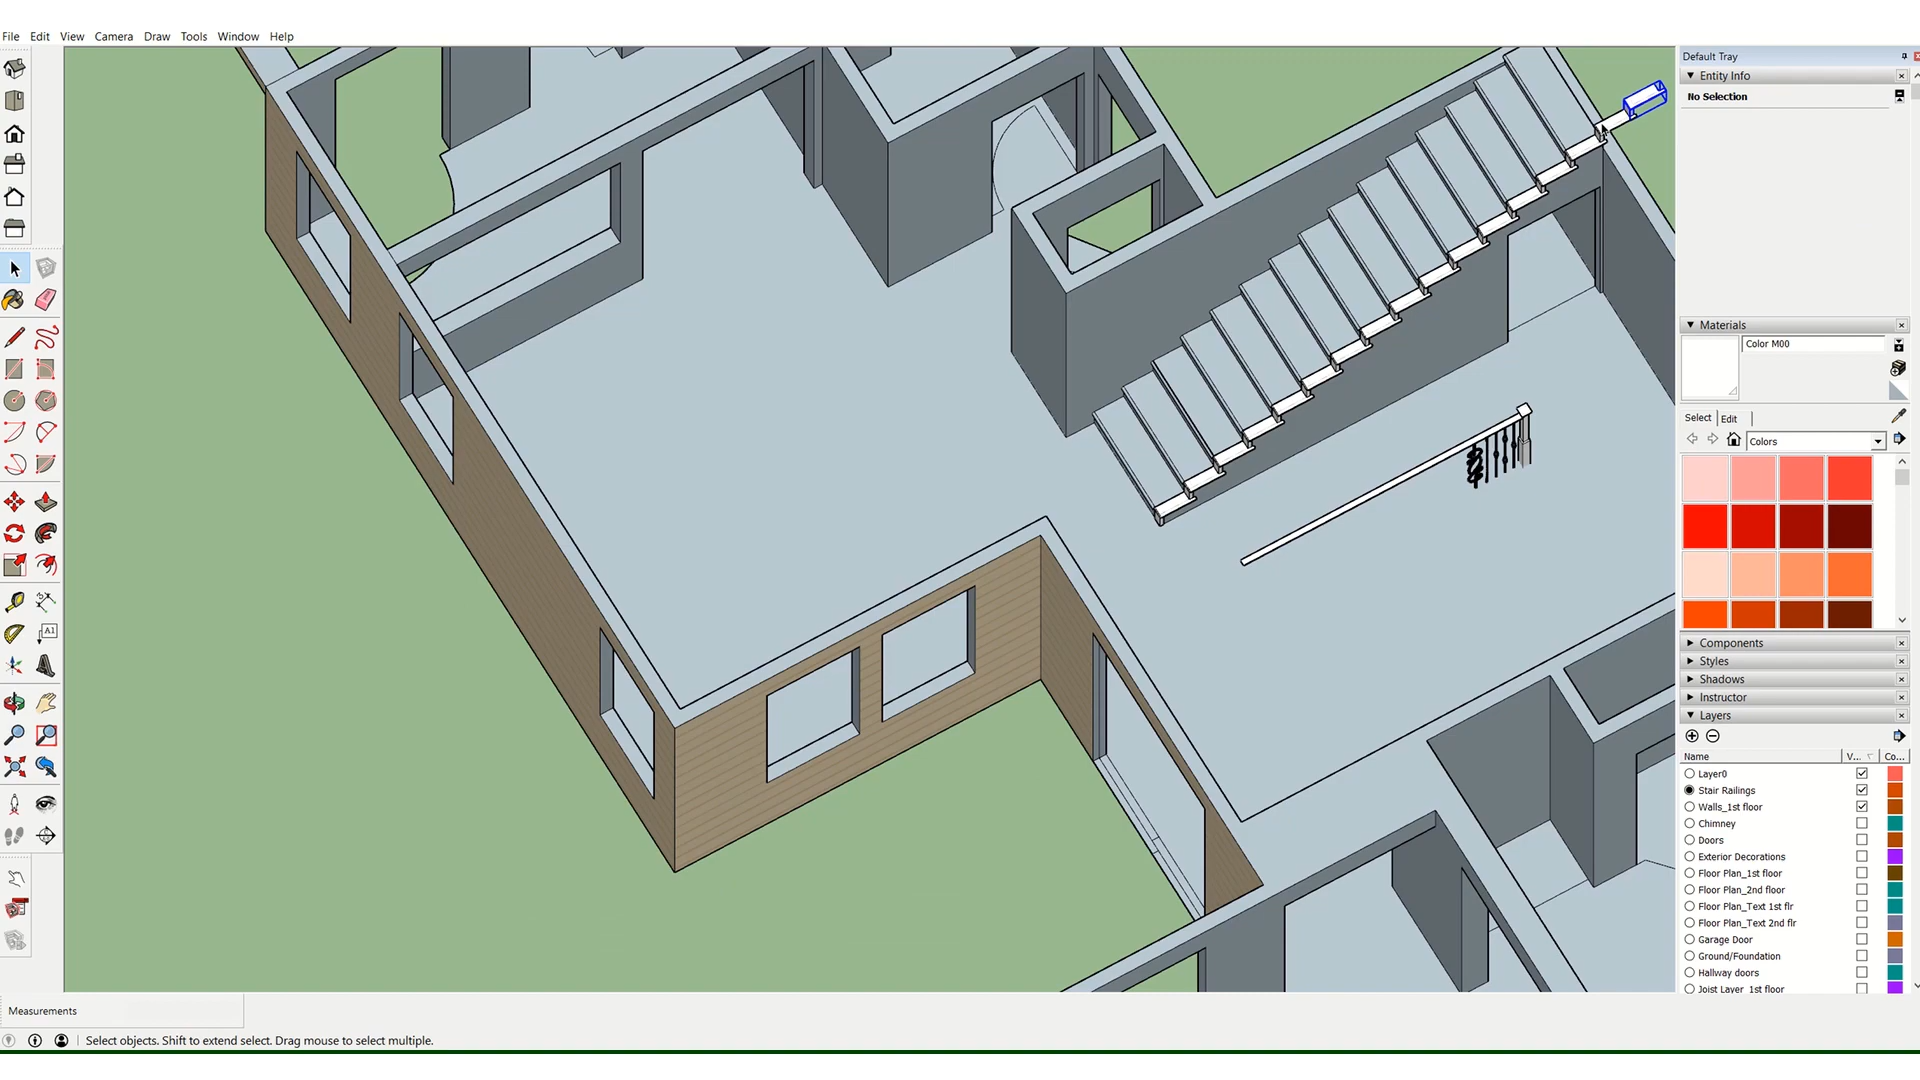 File Edit View Camera Draw Tools Window Help
Default Tray
Entity Info
No Selection
Materials
Color M00
Select Edit
Colors
A1
Components
Styles
Shadows
Instructor
Layers
Name V... Co...
Layer0
Stair Railings
Walls_1st floor
Chimney
Doors
Exterior Decorations
Floor Plan_1st floor
Floor Plan_2nd floor
Floor Plan_Text 1st flr
Floor Plan_Text 2nd flr
Garage Door
Ground/Foundation
Hallway doors
Joist Layer_1st floor
Measurements
Select objects. Shift to extend select. Drag mouse to select multiple.